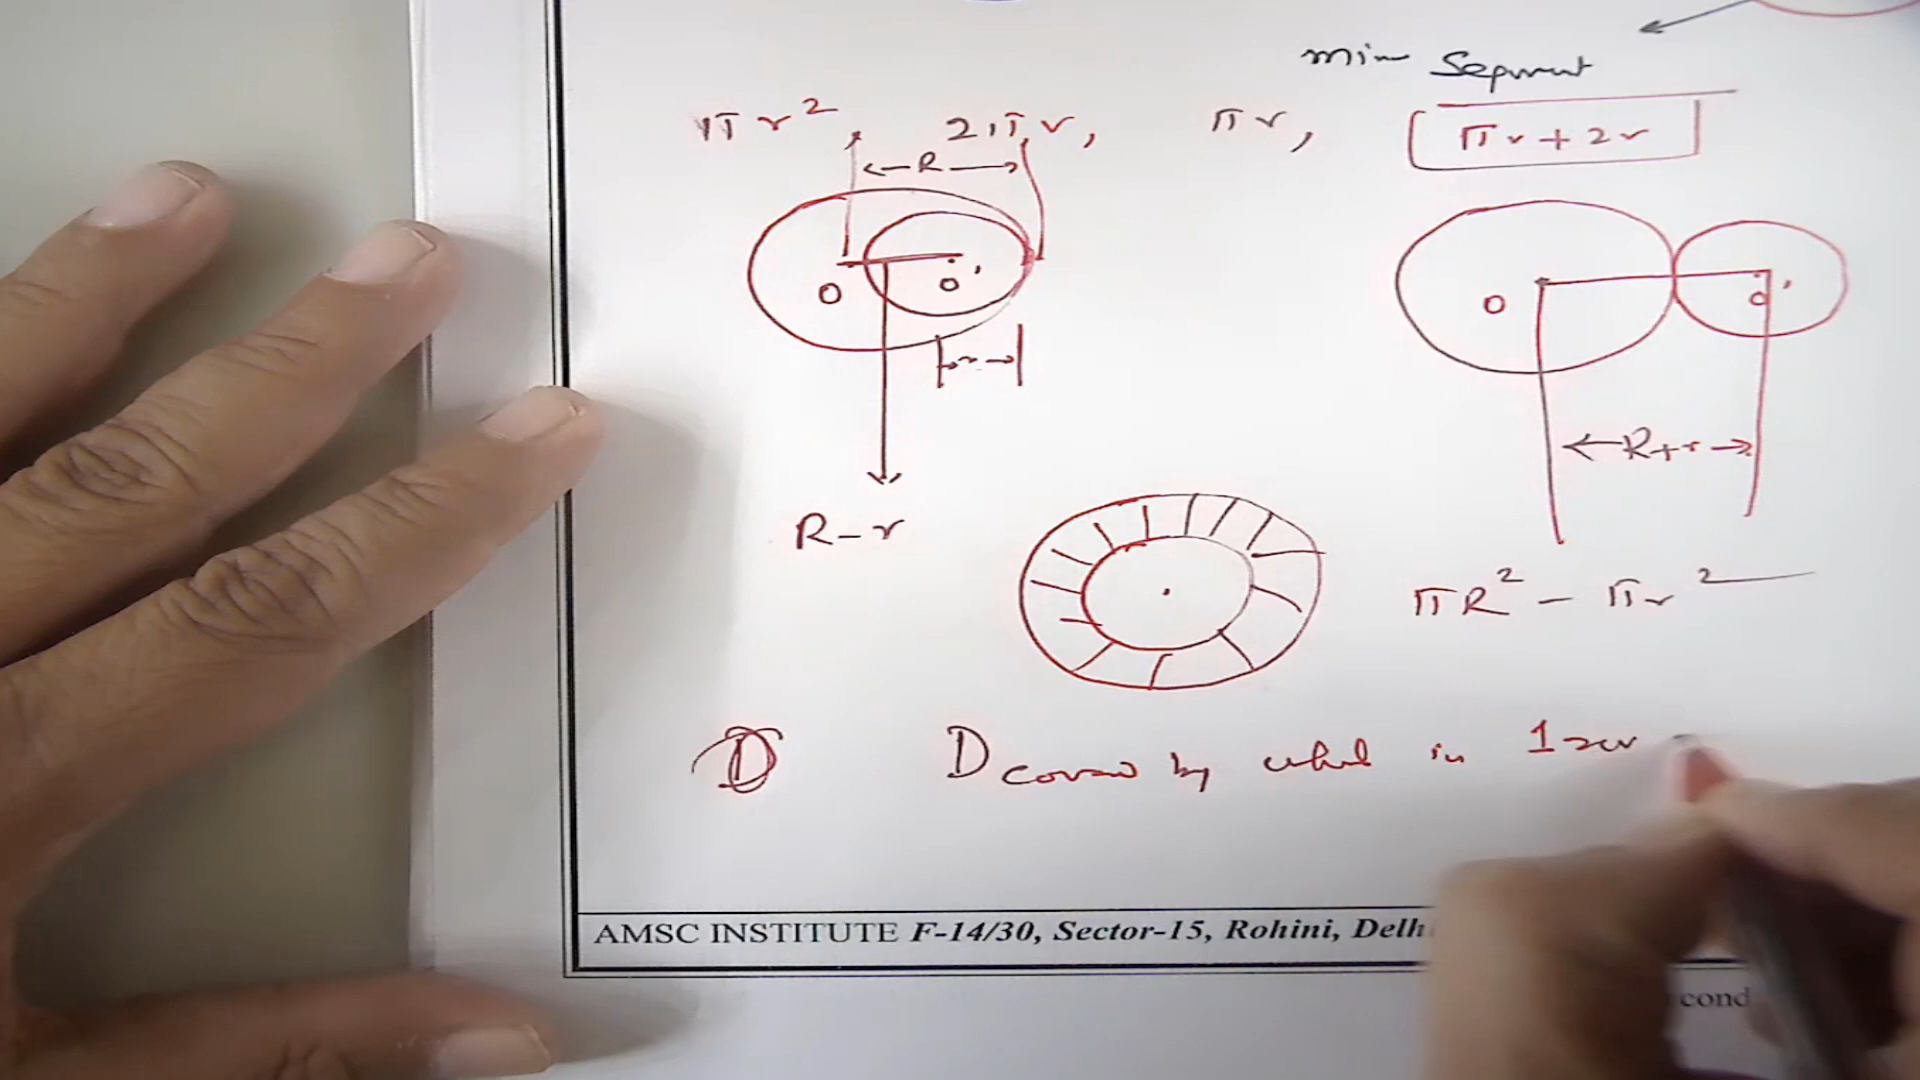 Segment
πr², 2πr, πr, πr+2r
R
O O'
O O'
r
R+r
R-r
πR² - πr²
D D covered by wheel in 1 rev
AMSC INSTITUTE F-14/30, Sector-15, Rohini, Delh
cond